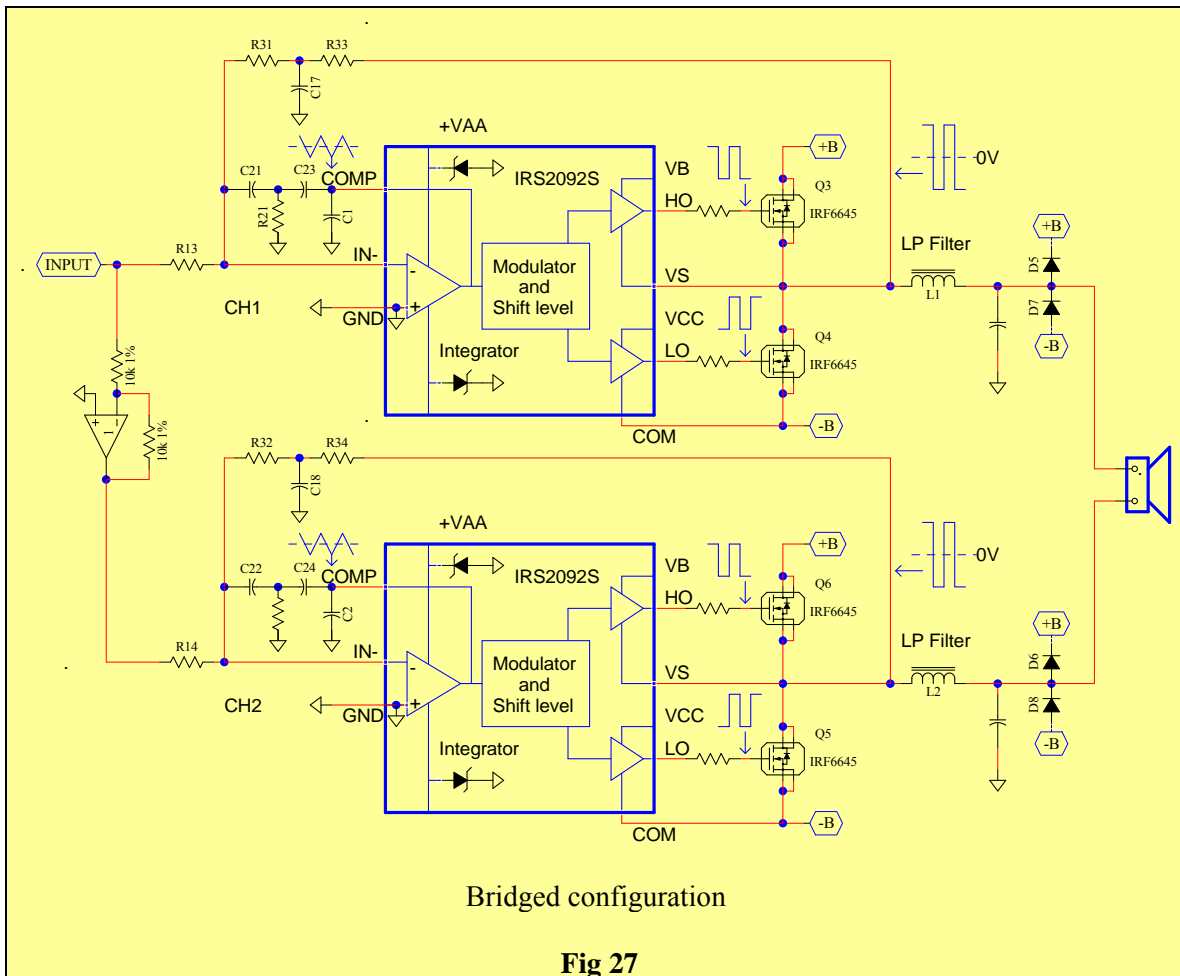 R31 R33
C17
+VAA
-0V
+B
C21 C23 COMP
IRS2092S
VB
HO
Q3
IRF6645
R21
C1
LP Filter
+B
D5
INPUT
R13
IN-
-
Modulator
and
Shift level
VS
L1
CH1
+
GND
VCC
D7
-B
Integrator
LO
Q4
IRF6645
10k 1%
+ -
1
10k 1%
COM
-B
R32 R34
C18
+VAA
-0V
+B
C22 C24 COMP
IRS2092S
VB
HO
Q6
IRF6645
C2
LP Filter
+B
D6
R14
IN-
-
Modulator
and
Shift level
VS
L2
CH2
+
GND
VCC
D8
-B
Integrator
LO
Q5
IRF6645
COM
-B
Bridged configuration
Fig 27